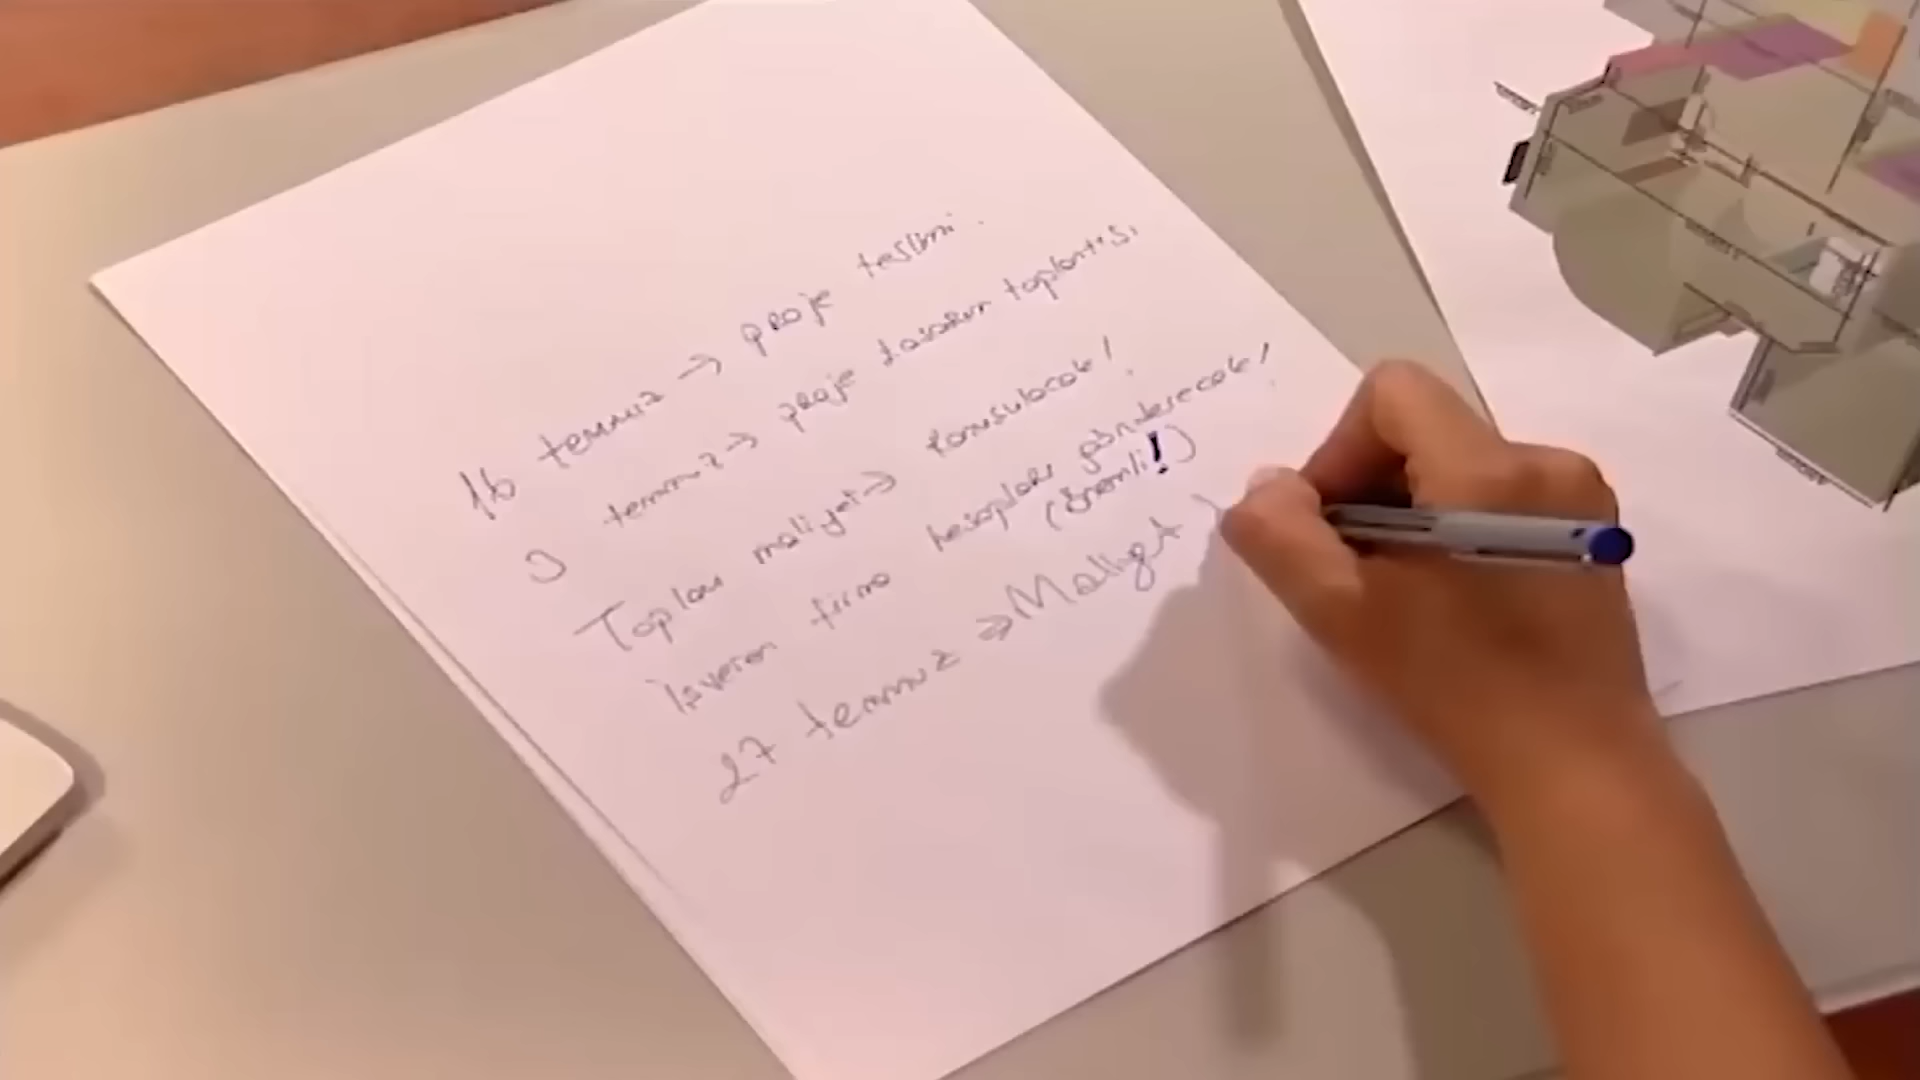 16 temmuz → proje teslimi.
9 temmuz → proje tasarım toplantısı
Toplam maliyet → konuşulacak!
İşveren firma hesapları gönderecek!
(önemli!)
27 temmuz → Maliyet